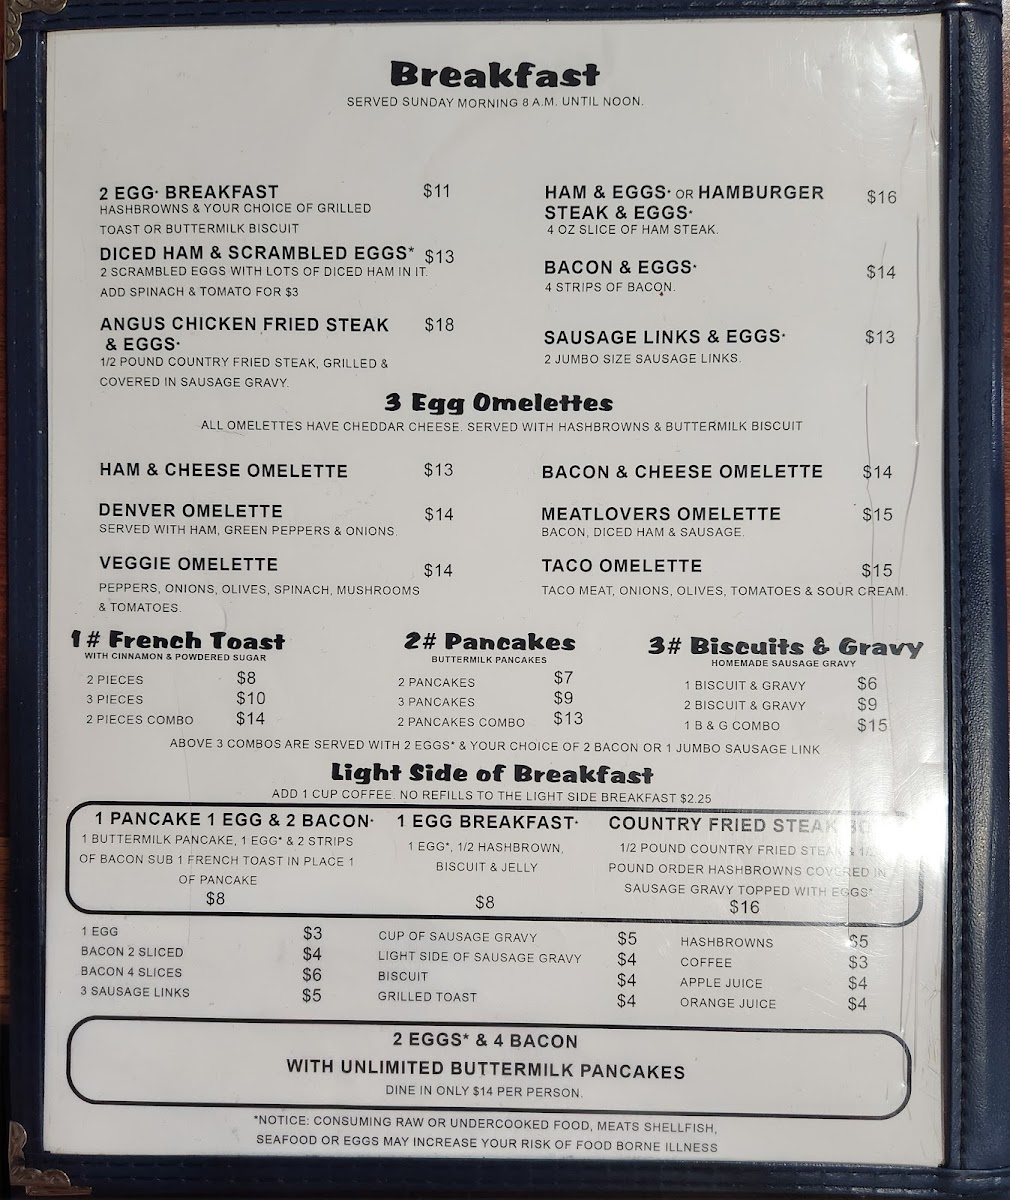 Breakfast
SERVED SUNDAY MORNING 8 A.M. UNTIL NOON.
2 EGG* BREAKFAST $11
HASHBROWNS & YOUR CHOICE OF GRILLED
TOAST OR BUTTERMILK BISCUIT
DICED HAM & SCRAMBLED EGGS* $13
2 SCRAMBLED EGGS WITH LOTS OF DICED HAM IN IT.
ADD SPINACH & TOMATO FOR $3
ANGUS CHICKEN FRIED STEAK $18
& EGGS*
1/2 POUND COUNTRY FRIED STEAK, GRILLED &
COVERED IN SAUSAGE GRAVY.
HAM & EGGS* OR HAMBURGER $16
STEAK & EGGS*
4 OZ SLICE OF HAM STEAK.
BACON & EGGS* $14
4 STRIPS OF BACON.
SAUSAGE LINKS & EGGS* $13
2 JUMBO SIZE SAUSAGE LINKS.
3 Egg Omelettes
ALL OMELETTES HAVE CHEDDAR CHEESE. SERVED WITH HASHBROWNS & BUTTERMILK BISCUIT
HAM & CHEESE OMELETTE $13
DENVER OMELETTE $14
SERVED WITH HAM, GREEN PEPPERS & ONIONS.
VEGGIE OMELETTE $14
PEPPERS, ONIONS, OLIVES, SPINACH, MUSHROOMS
& TOMATOES.
BACON & CHEESE OMELETTE $14
MEATLOVERS OMELETTE $15
BACON, DICED HAM & SAUSAGE.
TACO OMELETTE $15
TACO MEAT, ONIONS, OLIVES, TOMATOES & SOUR CREAM.
1# French Toast
WITH CINNAMON & POWDERED SUGAR
2 PIECES $8
3 PIECES $10
2 PIECES COMBO $14
2# Pancakes
BUTTERMILK PANCAKES
2 PANCAKES $7
3 PANCAKES $9
2 PANCAKES COMBO $13
3# Biscuits & Gravy
HOMEMADE SAUSAGE GRAVY
1 BISCUIT & GRAVY $6
2 BISCUIT & GRAVY $9
1 B & G COMBO $15
ABOVE 3 COMBOS ARE SERVED WITH 2 EGGS* & YOUR CHOICE OF 2 BACON OR 1 JUMBO SAUSAGE LINK
Light Side of Breakfast
ADD 1 CUP COFFEE. NO REFILLS TO THE LIGHT SIDE BREAKFAST $2.25
1 PANCAKE 1 EGG & 2 BACON*
1 BUTTERMILK PANCAKE, 1 EGG* & 2 STRIPS
OF BACON SUB 1 FRENCH TOAST IN PLACE 1
OF PANCAKE
$8
1 EGG BREAKFAST*
1 EGG*, 1/2 HASHBROWN,
BISCUIT & JELLY
$8
COUNTRY FRIED STEAK
1/2 POUND COUNTRY FRIED STEAK &
POUND ORDER HASHBROWNS COVERED IN
SAUSAGE GRAVY TOPPED WITH EGGS*
$16
1 EGG $3
BACON 2 SLICED $4
BACON 4 SLICES $6
3 SAUSAGE LINKS $5
CUP OF SAUSAGE GRAVY $5
LIGHT SIDE OF SAUSAGE GRAVY $4
BISCUIT $4
GRILLED TOAST $4
HASHBROWNS $5
COFFEE $3
APPLE JUICE $4
ORANGE JUICE $4
2 EGGS* & 4 BACON
WITH UNLIMITED BUTTERMILK PANCAKES
DINE IN ONLY $14 PER PERSON.
*NOTICE: CONSUMING RAW OR UNDERCOOKED FOOD, MEATS SHELLFISH,
SEAFOOD OR EGGS MAY INCREASE YOUR RISK OF FOOD BORNE ILLNESS